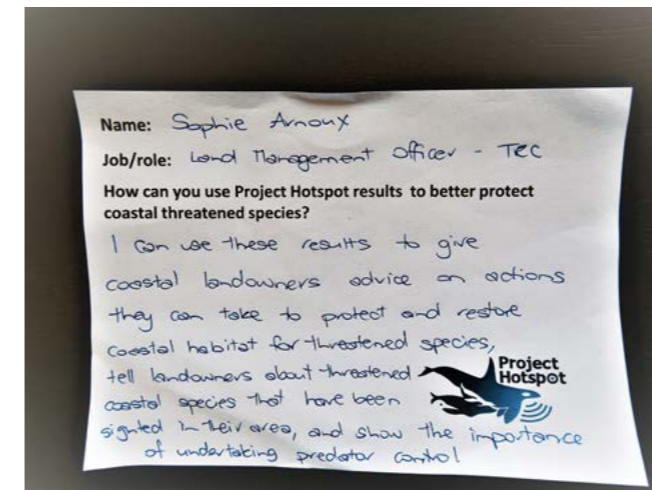 Name: Sophie Arnoux
Job/role: Land Management Officer - TRC
How can you use Project Hotspot results to better protect
coastal threatened species?
I can use these results to give
coastal landowners advice on actions
they can take to protect and restore
coastal habitat for threatened species,
tell landowners about threatened
coastal species that have been
sighted in their area, and show the importance
of undertaking predator control
Project
Hotspot